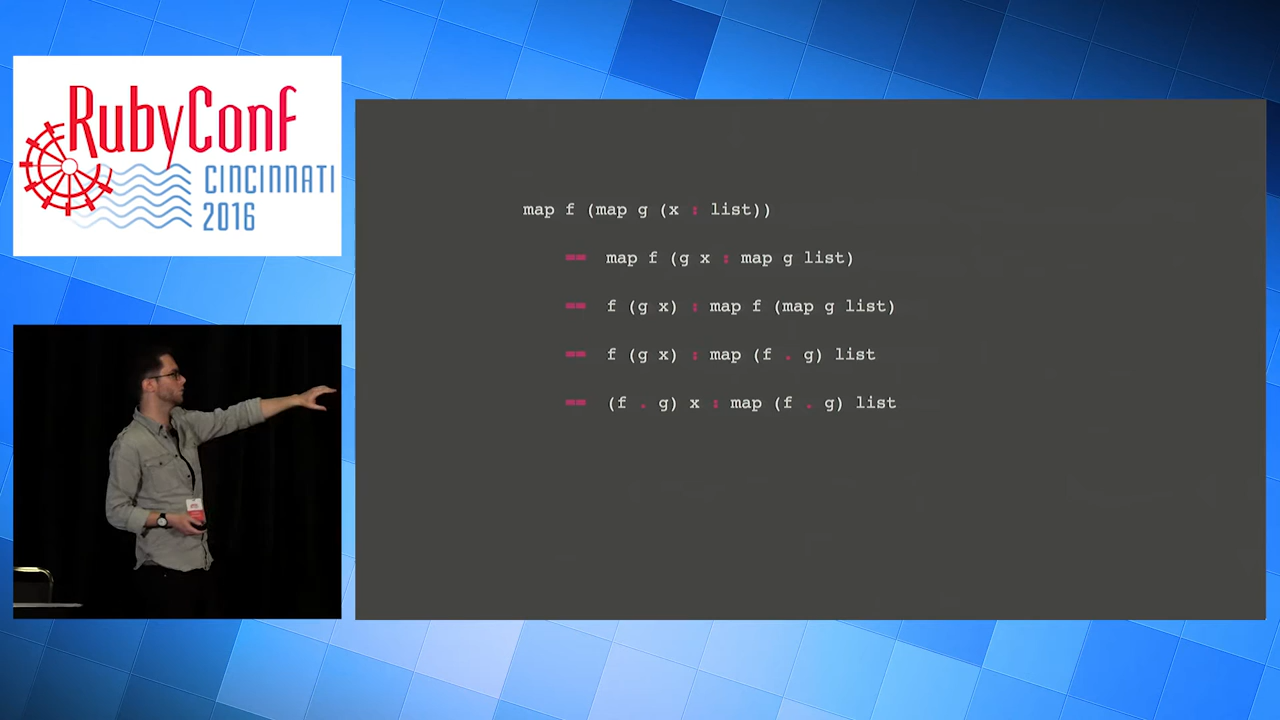 RubyConf
CINCINNATI
2016
map f (map g (x : list))
== map f (g x : map g list)
== f (g x) : map f (map g list)
== f (g x) : map (f . g) list
== (f . g) x : map (f . g) list